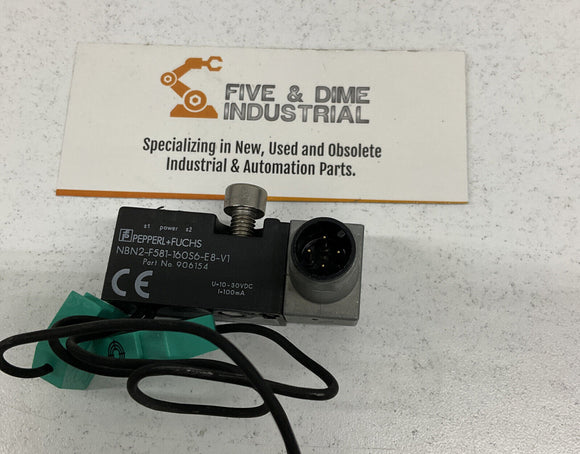 FIVE & DIME
INDUSTRIAL
Specializing in New, Used and Obsolete
Industrial & Automation Parts.
s1 power s2
PEPPERL+FUCHS
NBN2-F581-160S6-E8-V1
Part No. 906154
CE
U=10-30VDC
I=100mA